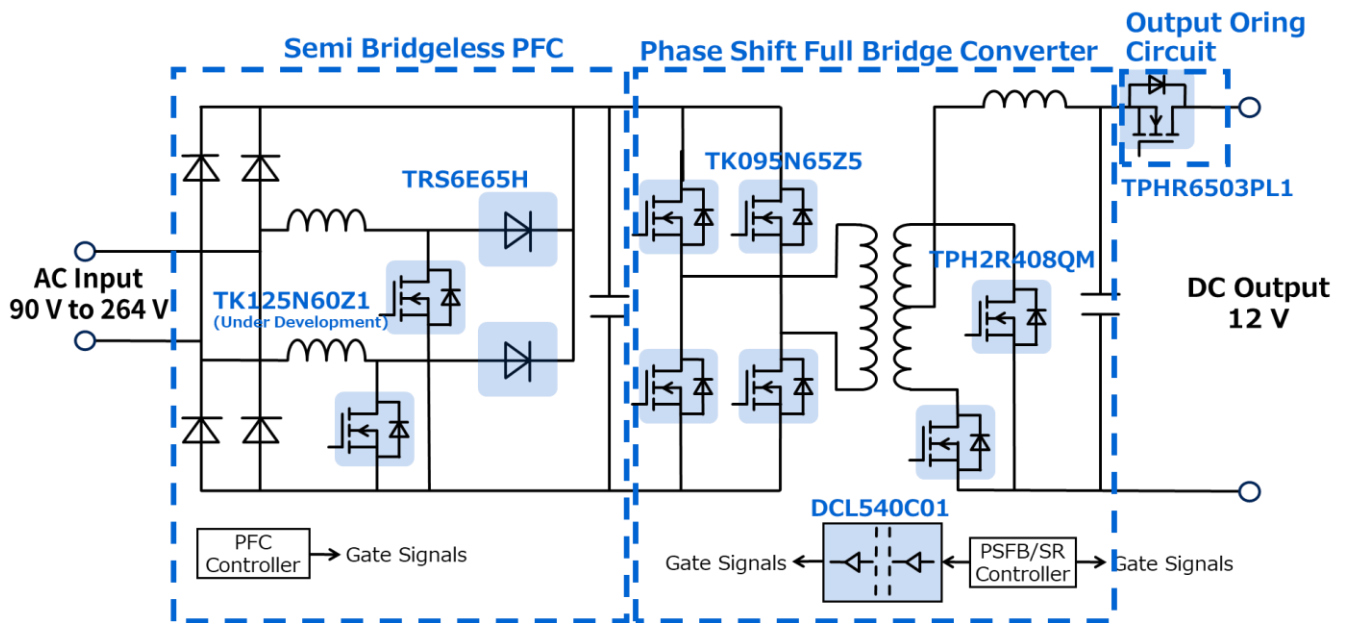 Semi Bridgeless PFC
Phase Shift Full Bridge Converter
Output Oring
Circuit
TRS6E65H
TK095N65Z5
TPHR6503PL1
AC Input
90 V to 264 V
TK125N60Z1
(Under Development)
TPH2R408QM
DC Output
12 V
DCL540C01
PFC
Controller
Gate Signals
Gate Signals
PSFB/SR
Controller
Gate Signals